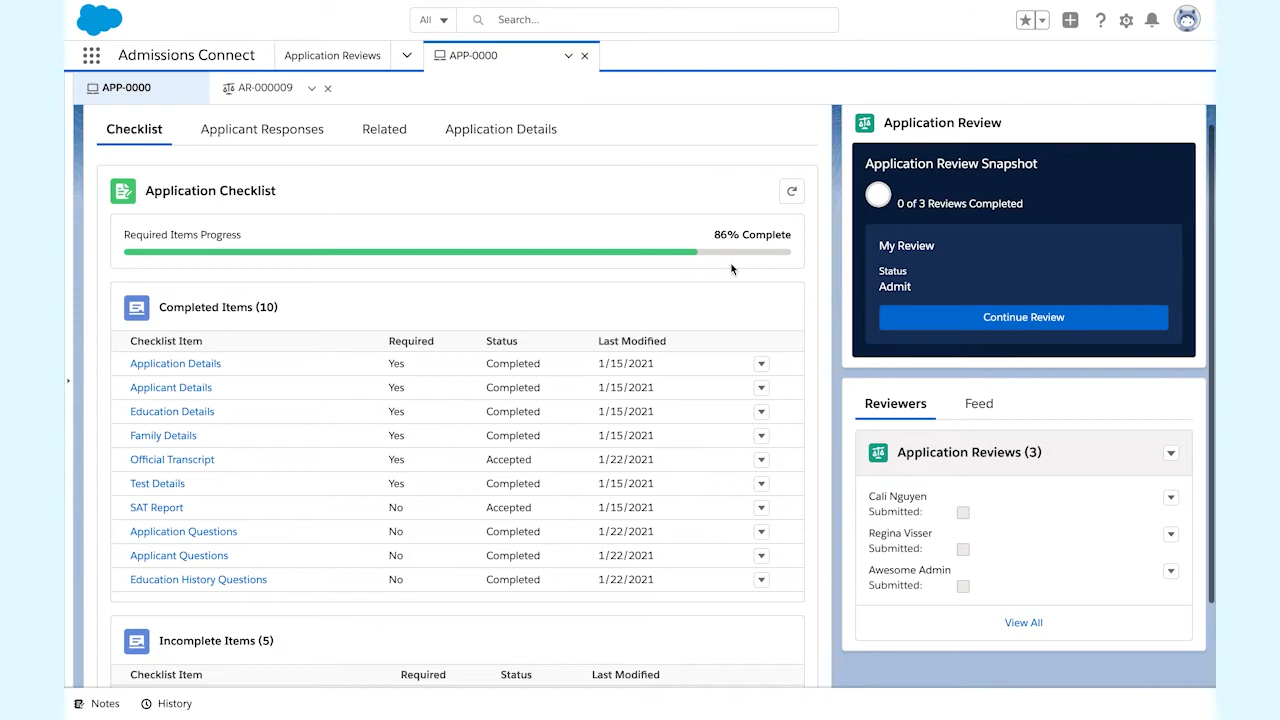 All
Search...
Admissions Connect
Application Reviews
APP-0000
APP-0000
AR-000009
Checklist
Applicant Responses
Related
Application Details
Application Checklist
Required Items Progress
86% Complete
Completed Items (10)
Checklist Item Required Status Last Modified
Application Details Yes Completed 1/15/2021
Applicant Details Yes Completed 1/15/2021
Education Details Yes Completed 1/15/2021
Family Details Yes Completed 1/15/2021
Official Transcript Yes Accepted 1/22/2021
Test Details Yes Completed 1/15/2021
SAT Report No Accepted 1/15/2021
Application Questions No Completed 1/22/2021
Applicant Questions No Completed 1/22/2021
Education History Questions No Completed 1/22/2021
Incomplete Items (5)
Checklist Item Required Status Last Modified
Application Review
Application Review Snapshot
0 of 3 Reviews Completed
My Review
Status
Admit
Continue Review
Reviewers
Feed
Application Reviews (3)
Cali Nguyen
Submitted:
Regina Visser
Submitted:
Awesome Admin
Submitted:
View All
Notes
History